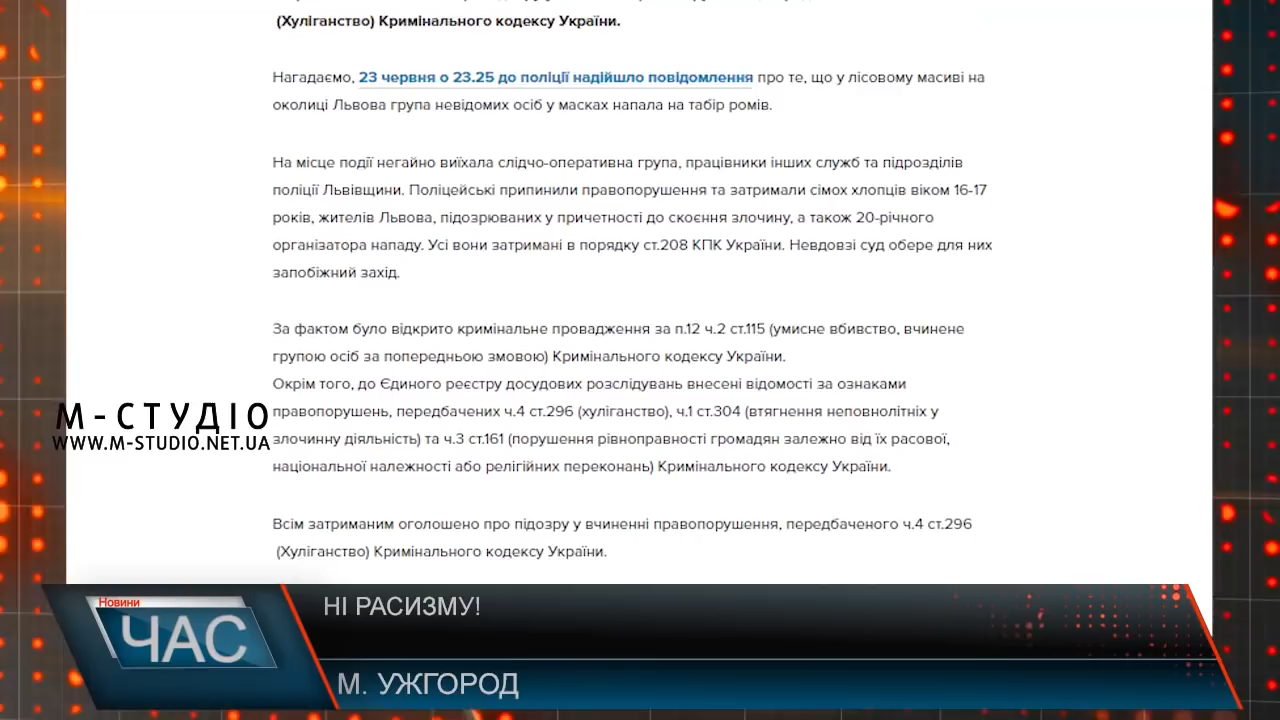 (Хуліганство) Кримінального кодексу України.
Нагадаємо, 23 червня о 23.25 до поліції надійшло повідомлення про те, що у лісовому масиві на
околиці Львова група невідомих осіб у масках напала на табір ромів.
На місце події негайно виїхала слідчо-оперативна група, працівники інших служб та підрозділів
поліції Львівщини. Поліцейські припинили правопорушення та затримали сімох хлопців віком 16-17
років, жителів Львова, підозрюваних у причетності до скоєння злочину, а також 20-річного
організатора нападу. Усі вони затримані в порядку ст.208 КПК України. Невдовзі суд обере для них
запобіжний захід.
За фактом було відкрито кримінальне провадження за п.12 ч.2 ст.115 (умисне вбивство, вчинене
групою осіб за попередньою змовою) Кримінального кодексу України.
Окрім того, до Єдиного реєстру досудових розслідувань внесені відомості за ознаками
правопорушень, передбачених ч.4 ст.296 (хуліганство), ч.1 ст.304 (втягнення неповнолітніх у
злочинну діяльність) та ч.3 ст.161 (порушення рівноправності громадян залежно від їх расової,
національної належності або релігійних переконань) Кримінального кодексу України.
Всім затриманим оголошено про підозру у вчиненні правопорушення, передбаченого ч.4 ст.296
(Хуліганство) Кримінального кодексу України.
М-СТУДІО
WWW.M-STUDIO.NET.UA
Новини
ЧАС
НІ РАСИЗМУ!
М. УЖГОРОД